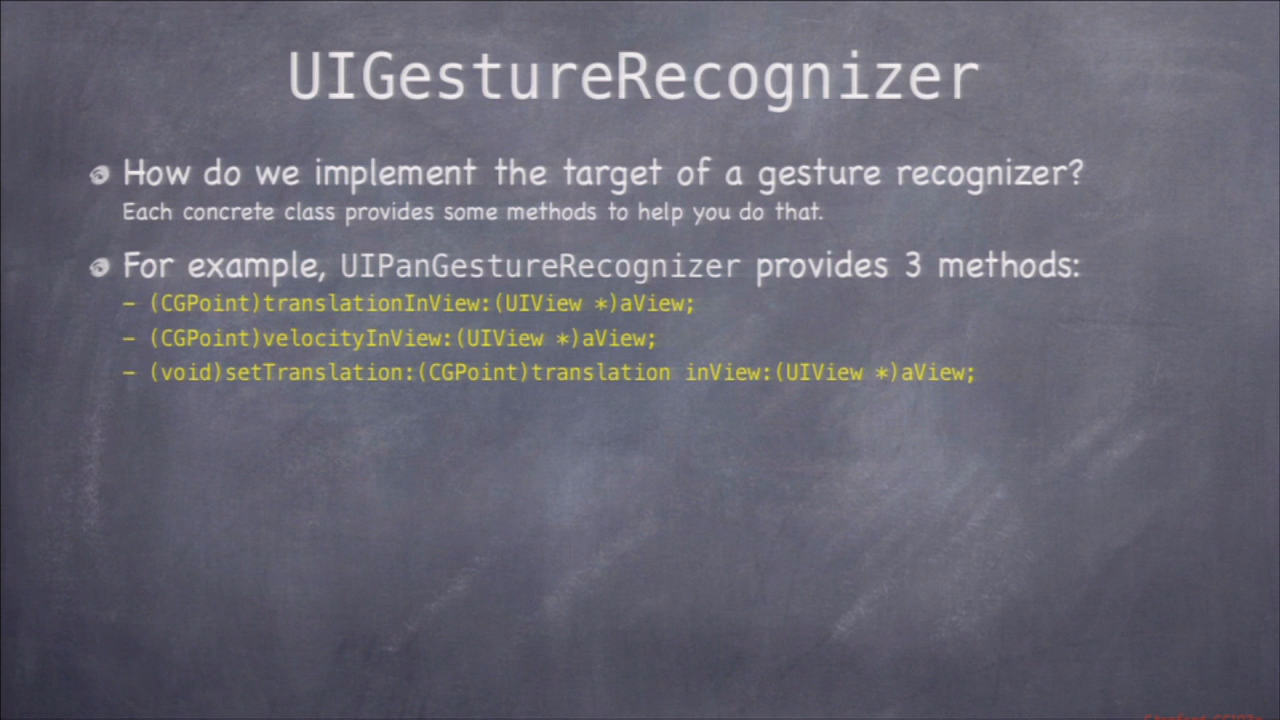 UIGestureRecognizer
How do we implement the target of a gesture recognizer?
Each concrete class provides some methods to help you do that.
For example, UIPanGestureRecognizer provides 3 methods:
- (CGPoint)translationInView:(UIView *)aView;
- (CGPoint)velocityInView:(UIView *)aView;
- (void)setTranslation:(CGPoint)translation inView:(UIView *)aView;